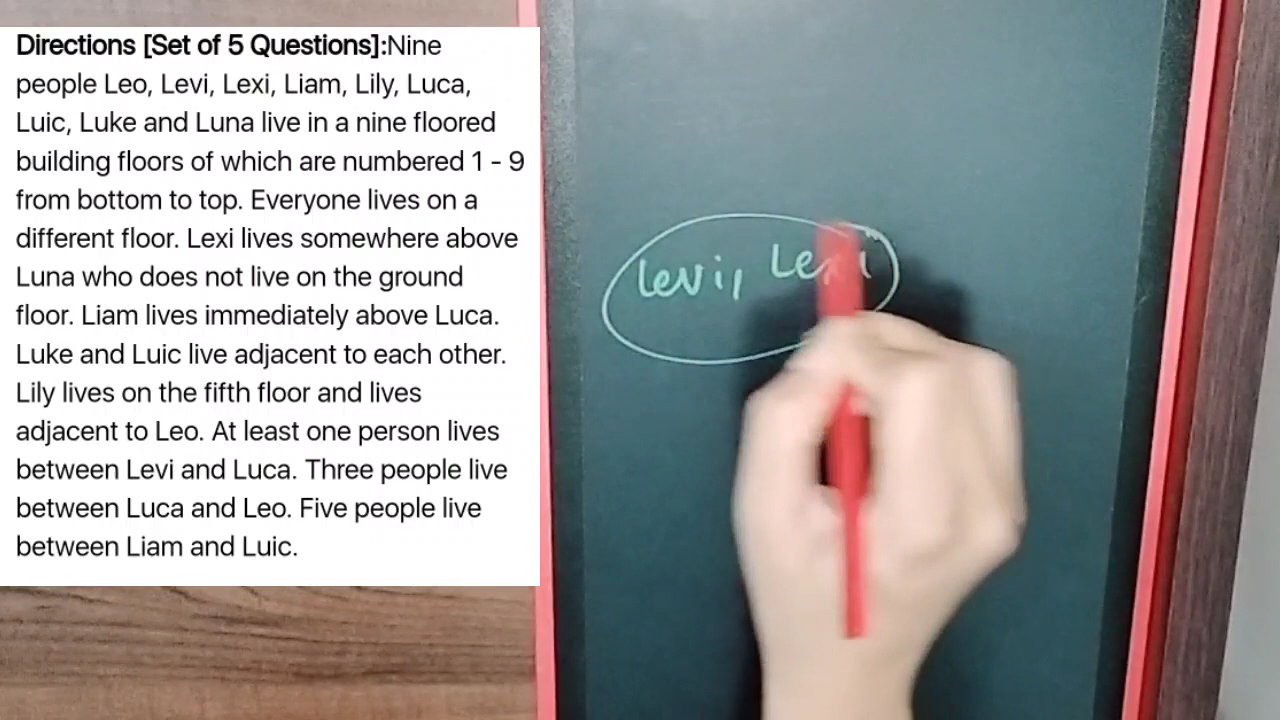 Directions [Set of 5 Questions]:Nine
people Leo, Levi, Lexi, Liam, Lily, Luca,
Luic, Luke and Luna live in a nine floored
building floors of which are numbered 1 - 9
from bottom to top. Everyone lives on a
different floor. Lexi lives somewhere above
Luna who does not live on the ground
floor. Liam lives immediately above Luca.
Luke and Luic live adjacent to each other.
Lily lives on the fifth floor and lives
adjacent to Leo. At least one person lives
between Levi and Luca. Three people live
between Luca and Leo. Five people live
between Liam and Luic.
Levi, Lexi